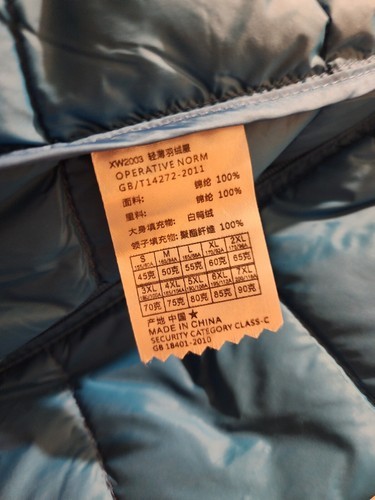 XW2003 轻薄羽绒服
OPERATIVE NORM
GB/T14272-2011
面料: 锦纶 100%
里料: 锦纶 100%
大身填充物: 白鸭绒
领子填充物: 聚酯纤维 100%
S M L XL 2XL
45克 50克 55克 60克 65克
3XL 4XL 5XL 6XL 7XL
70克 75克 80克 85克 90克
产地 中国 ★
MADE IN CHINA
SECURITY CATEGORY CLASS-C
GB 18401-2010